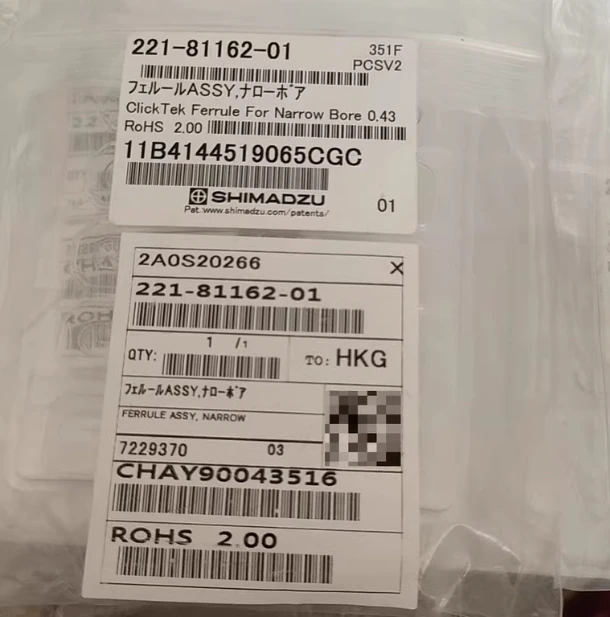 221-81162-01
351F
PCSV2
フェルールASSY,ナローボア
ClickTek Ferrule For Narrow Bore 0.43
RoHS 2.00
11B4144519065CGC
SHIMADZU
Pat.www.shimadzu.com/patents/
01
2A0S20266 X
221-81162-01
QTY: 1 /1 TO: HKG
フェルールASSY,ナローボア
FERRULE ASSY, NARROW
7229370 03
CHAY90043516
ROHS 2.00